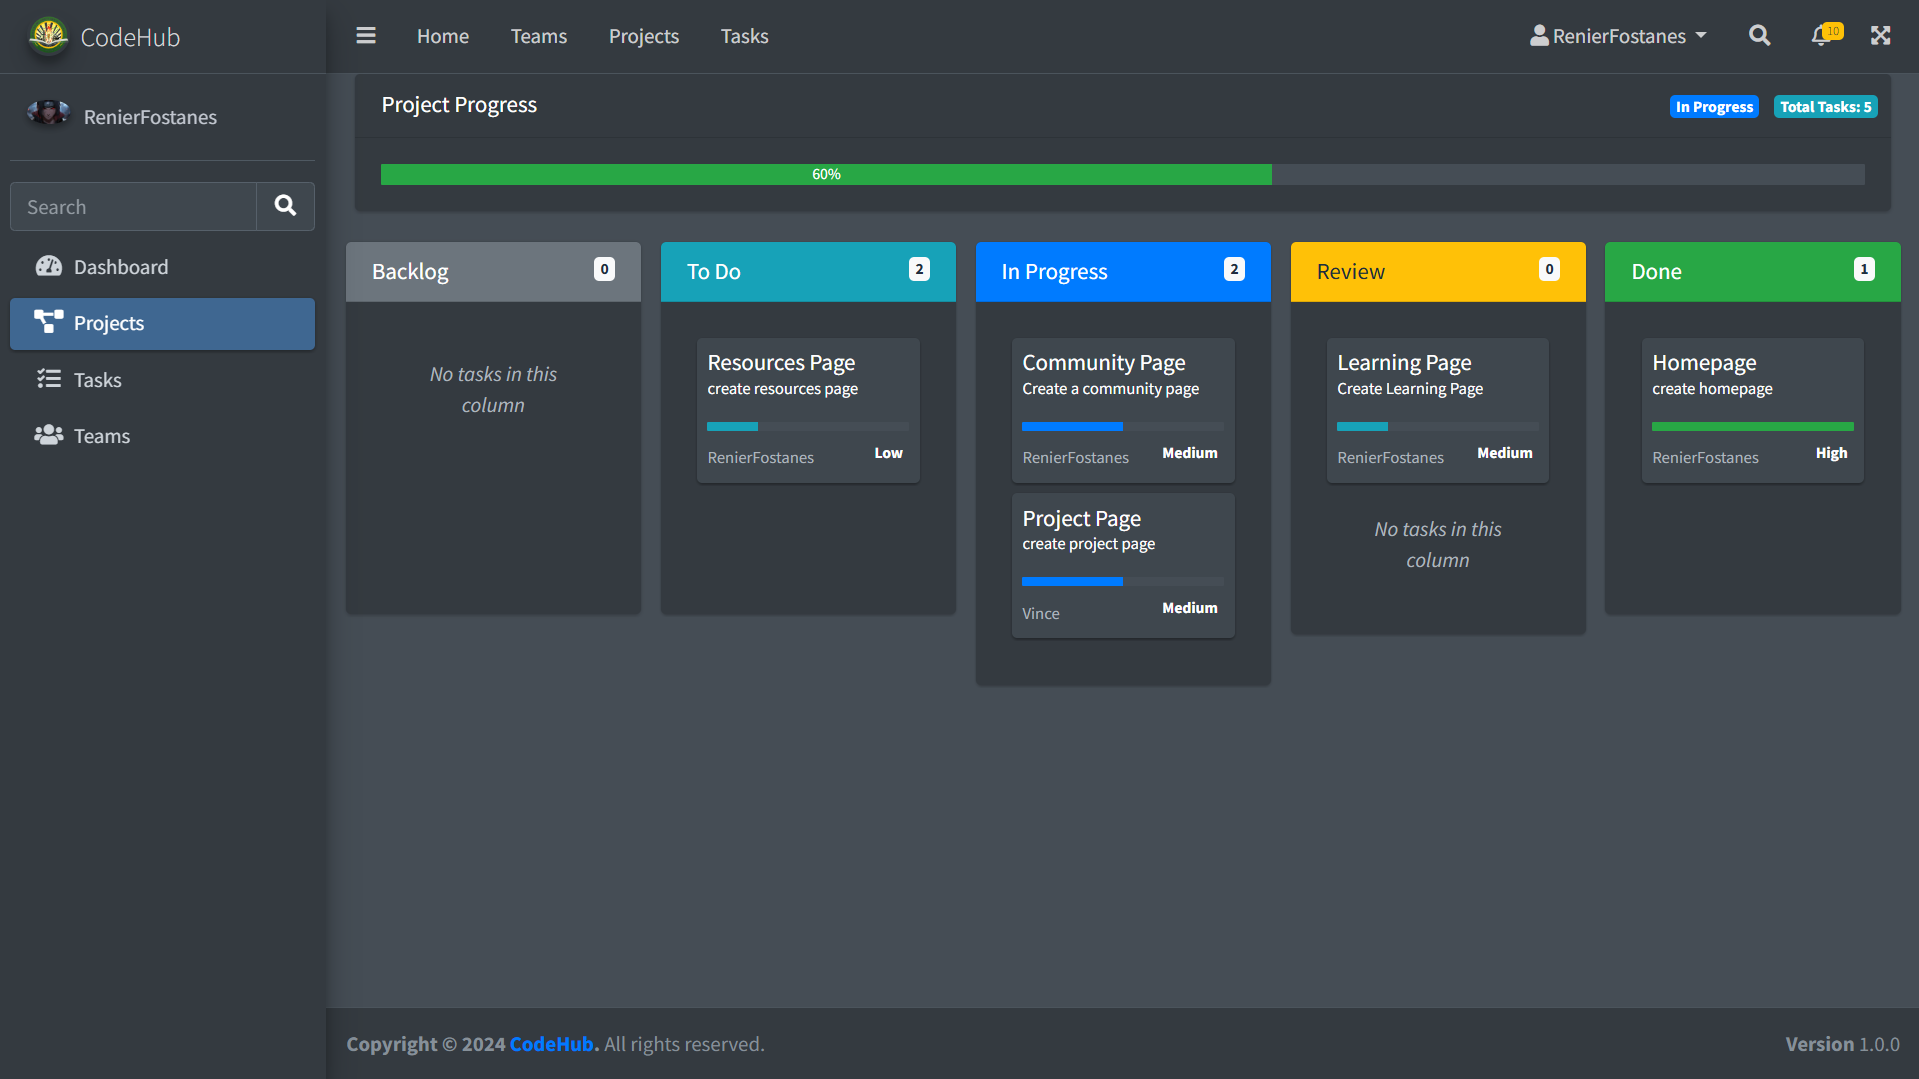 CodeHub
Home Teams Projects Tasks
RenierFostanes
10
RenierFostanes
Search
Dashboard
Projects
Tasks
Teams
Project Progress
In Progress
Total Tasks: 5
60%
Backlog 0
No tasks in this
column
To Do 2
Resources Page
create resources page
RenierFostanes Low
In Progress 2
Community Page
Create a community page
RenierFostanes Medium
Project Page
create project page
Vince Medium
Review 0
Learning Page
Create Learning Page
RenierFostanes Medium
No tasks in this
column
Done 1
Homepage
create homepage
RenierFostanes High
Copyright © 2024 CodeHub. All rights reserved.
Version 1.0.0